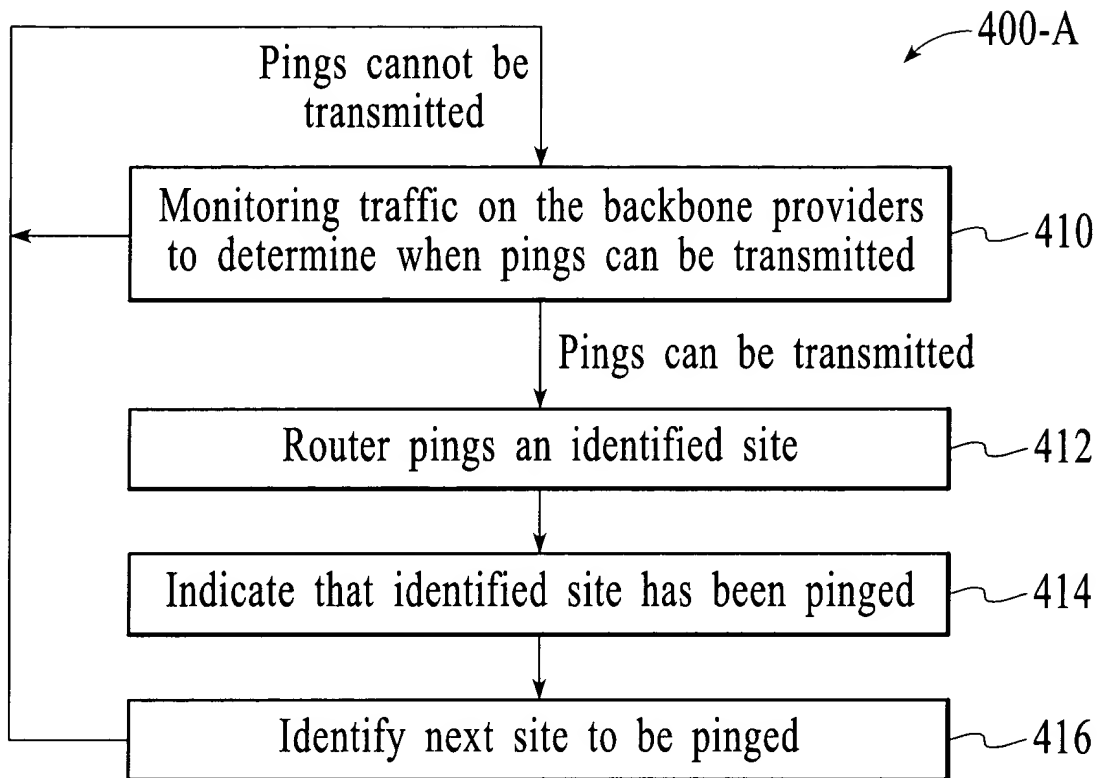 400-A
Pings cannot be
transmitted
Monitoring traffic on the backbone providers
to determine when pings can be transmitted
410
Pings can be transmitted
Router pings an identified site
412
Indicate that identified site has been pinged
414
Identify next site to be pinged
416